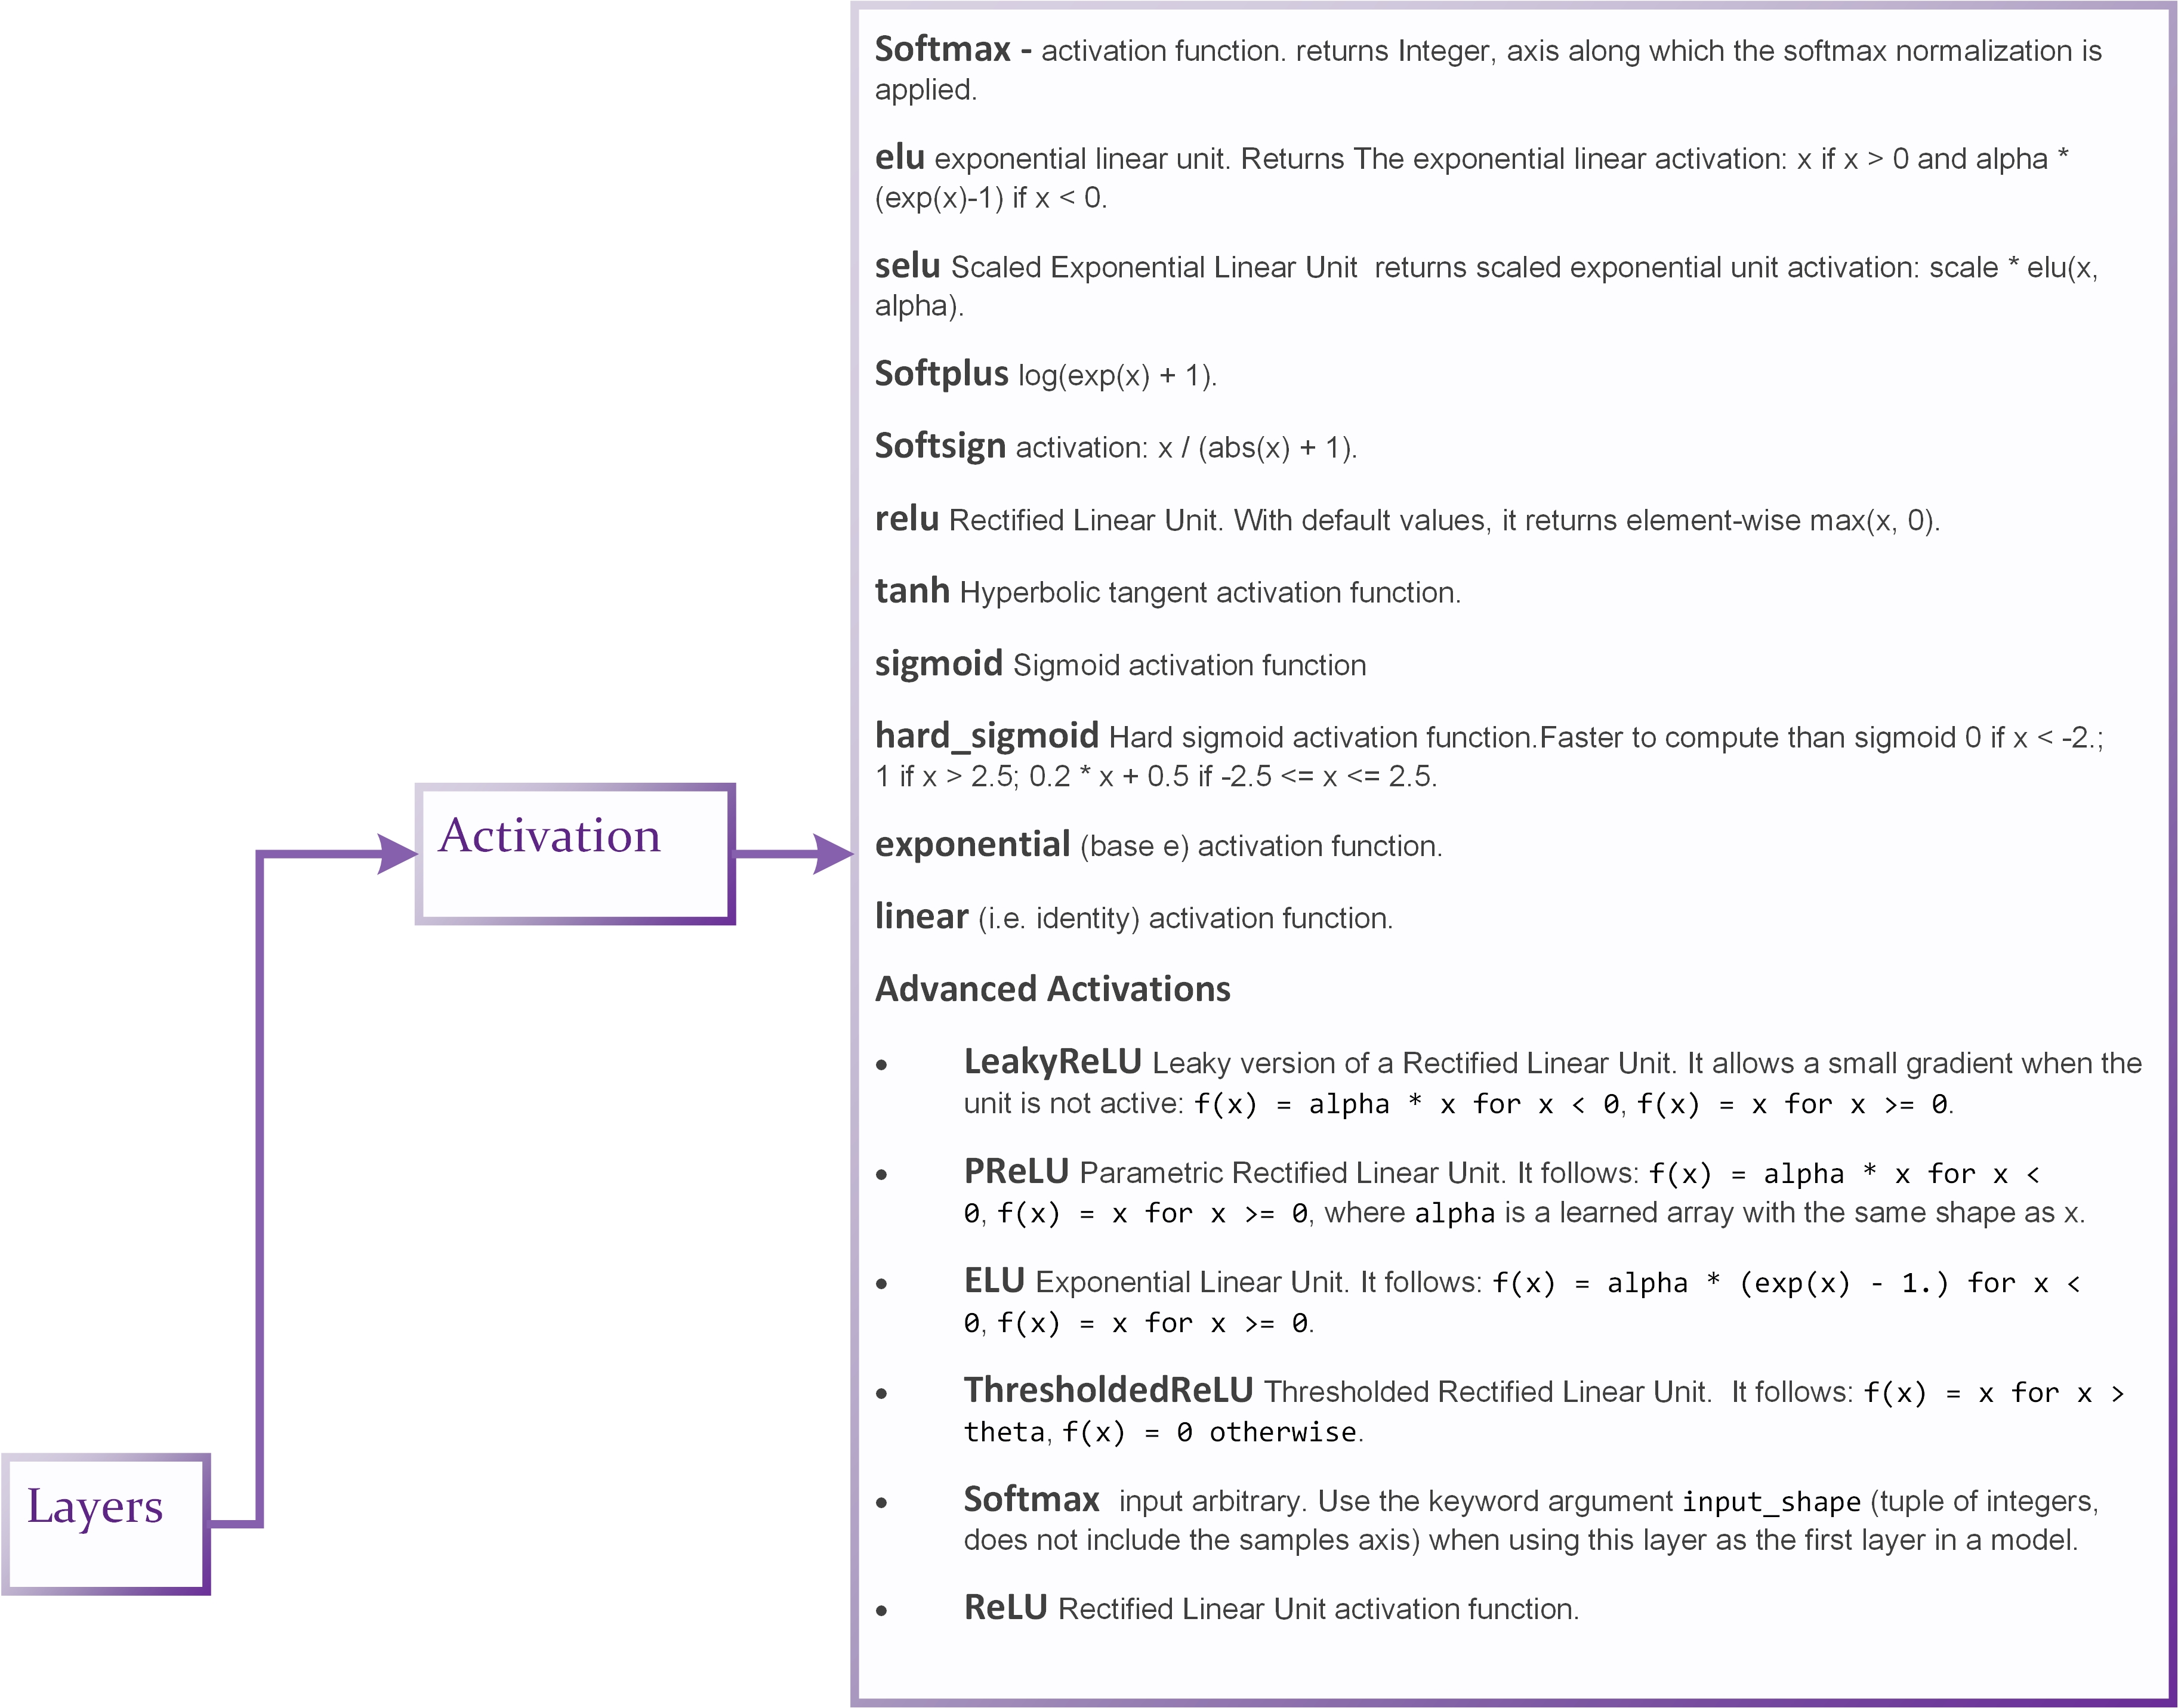 Softmax - activation function. returns Integer, axis along which the softmax normalization is
applied.
elu exponential linear unit. Returns The exponential linear activation: x if x > 0 and alpha *
(exp(x)-1) if x < 0.
selu Scaled Exponential Linear Unit  returns scaled exponential unit activation: scale * elu(x,
alpha).
Softplus log(exp(x) + 1).
Softsign activation: x / (abs(x) + 1).
relu Rectified Linear Unit. With default values, it returns element-wise max(x, 0).
tanh Hyperbolic tangent activation function.
sigmoid Sigmoid activation function
hard_sigmoid Hard sigmoid activation function.Faster to compute than sigmoid 0 if x < -2.;
1 if x > 2.5; 0.2 * x + 0.5 if -2.5 <= x <= 2.5.
exponential (base e) activation function.
linear (i.e. identity) activation function.
Advanced Activations
• LeakyReLU Leaky version of a Rectified Linear Unit. It allows a small gradient when the
unit is not active: f(x) = alpha * x for x < 0, f(x) = x for x >= 0.
• PReLU Parametric Rectified Linear Unit. It follows: f(x) = alpha * x for x <
0, f(x) = x for x >= 0, where alpha is a learned array with the same shape as x.
• ELU Exponential Linear Unit. It follows: f(x) = alpha * (exp(x) - 1.) for x <
0, f(x) = x for x >= 0.
• ThresholdedReLU Thresholded Rectified Linear Unit.  It follows: f(x) = x for x >
theta, f(x) = 0 otherwise.
• Softmax  input arbitrary. Use the keyword argument input_shape (tuple of integers,
does not include the samples axis) when using this layer as the first layer in a model.
• ReLU Rectified Linear Unit activation function.
Activation
Layers